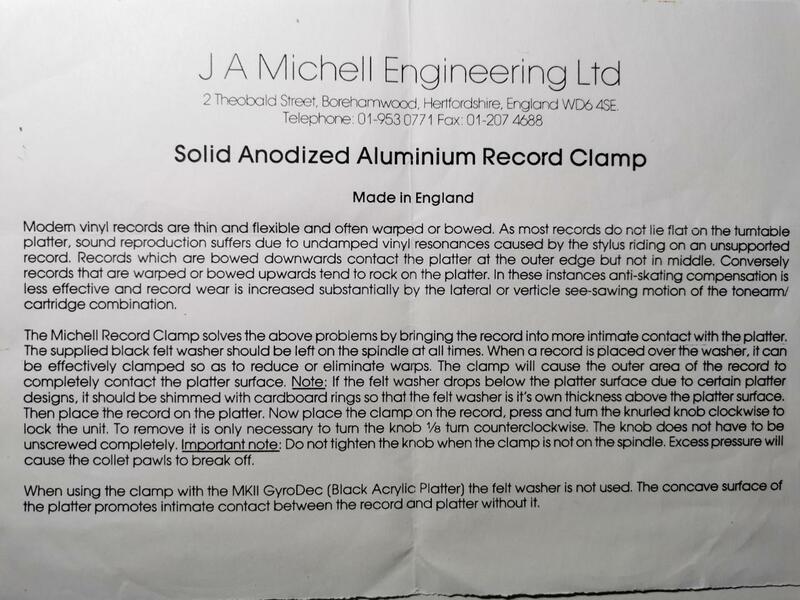 J A Michell Engineering Ltd
2 Theobald Street, Borehamwood, Hertfordshire, England WD6 4SE.
Telephone: 01-953 0771 Fax: 01-207 4688
Solid Anodized Aluminium Record Clamp
Made in England
Modern vinyl records are thin and flexible and often warped or bowed. As most records do not lie flat on the turntable
platter, sound reproduction suffers due to undamped vinyl resonances caused by the stylus riding on an unsupported
record. Records which are bowed downwards contact the platter at the outer edge but not in middle. Conversely
records that are warped or bowed upwards tend to rock on the platter. In these instances anti-skating compensation is
less effective and record wear is increased substantially by the lateral or verticle see-sawing motion of the tonearm/
cartridge combination.
The Michell Record Clamp solves the above problems by bringing the record into more intimate contact with the platter.
The supplied black felt washer should be left on the spindle at all times. When a record is placed over the washer, it can
be effectively clamped so as to reduce or eliminate warps. The clamp will cause the outer area of the record to
completely contact the platter surface. Note: If the felt washer drops below the platter surface due to certain platter
designs, it should be shimmed with cardboard rings so that the felt washer is it's own thickness above the platter surface.
Then place the record on the platter. Now place the clamp on the record, press and turn the knurled knob clockwise to
lock the unit. To remove it is only necessary to turn the knob ⅛ turn counterclockwise. The knob does not have to be
unscrewed completely. Important note: Do not tighten the knob when the clamp is not on the spindle. Excess pressure will
cause the collet pawls to break off.
When using the clamp with the MKII GyroDec (Black Acrylic Platter) the felt washer is not used. The concave surface of
the platter promotes intimate contact between the record and platter without it.